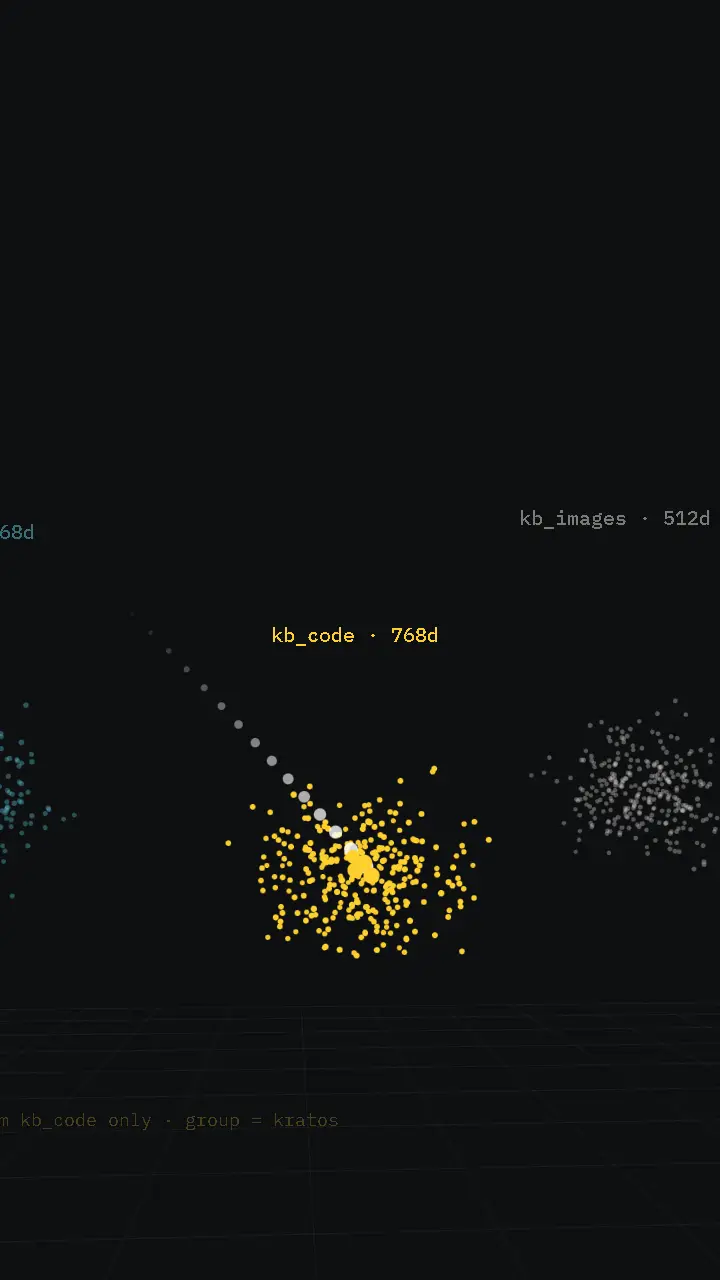 kb_images · 512d
68d
kb_code · 768d
m kb_code only · group = kratos